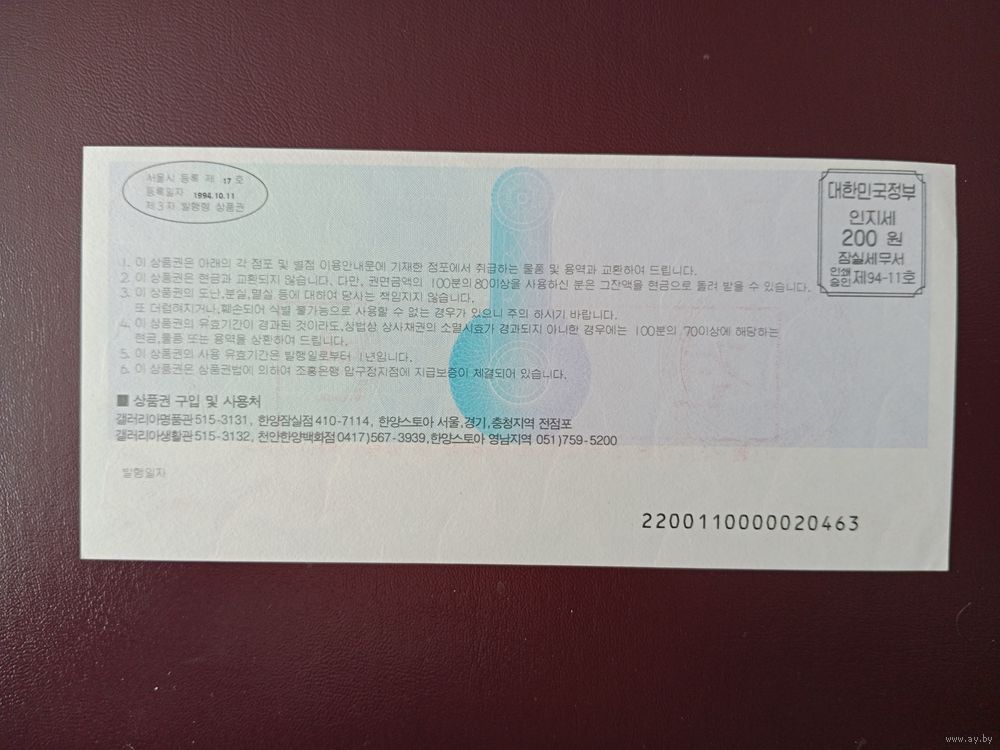 서울시 등록 제 17 호
등록일자 1994.10.11
제3자 발행형 상품권
대한민국정부
인지세
200 원
잠실세무서
인쇄승인 제94-11호
1. 이 상품권은 아래의 각 점포 및 별첨 이용안내문에 기재한 점포에서 취급하는 물품 및 용역과 교환하여 드립니다.
2. 이 상품권은 현금과 교환되지 않습니다. 다만, 권면금액의 100분의80이상을 사용하신 분은 그잔액을 현금으로 돌려 받을 수 있습니다.
3. 이 상품권의 도난,분실,멸실 등에 대하여 당사는 책임지지 않습니다.
또 더럽혀지거나,훼손되어 식별 불가능으로 사용할 수 없는 경우가 있으니 주의 하시기 바랍니다.
4. 이 상품권의 유효기간이 경과된 것이라도,상법상 상사채권의 소멸시효가 경과되지 아니한 경우에는 100분의 70이상에 해당하는
현금,물품 또는 용역을 상환하여 드립니다.
5. 이 상품권의 사용 유효기간은 발행일로부터 1년입니다.
6. 이 상품권은 상품권법에 의하여 조흥은행 압구정지점에 지급보증이 체결되어 있습니다.
■ 상품권 구입 및 사용처
갤러리아명품관515-3131, 한양잠실점410-7114, 한양스토아 서울,경기,충청지역 전점포
갤러리아생활관515-3132, 천안한양백화점0417)567-3939,한양스토아 영남지역 051)759-5200
발행일자
2200110000020463
www.ay.by